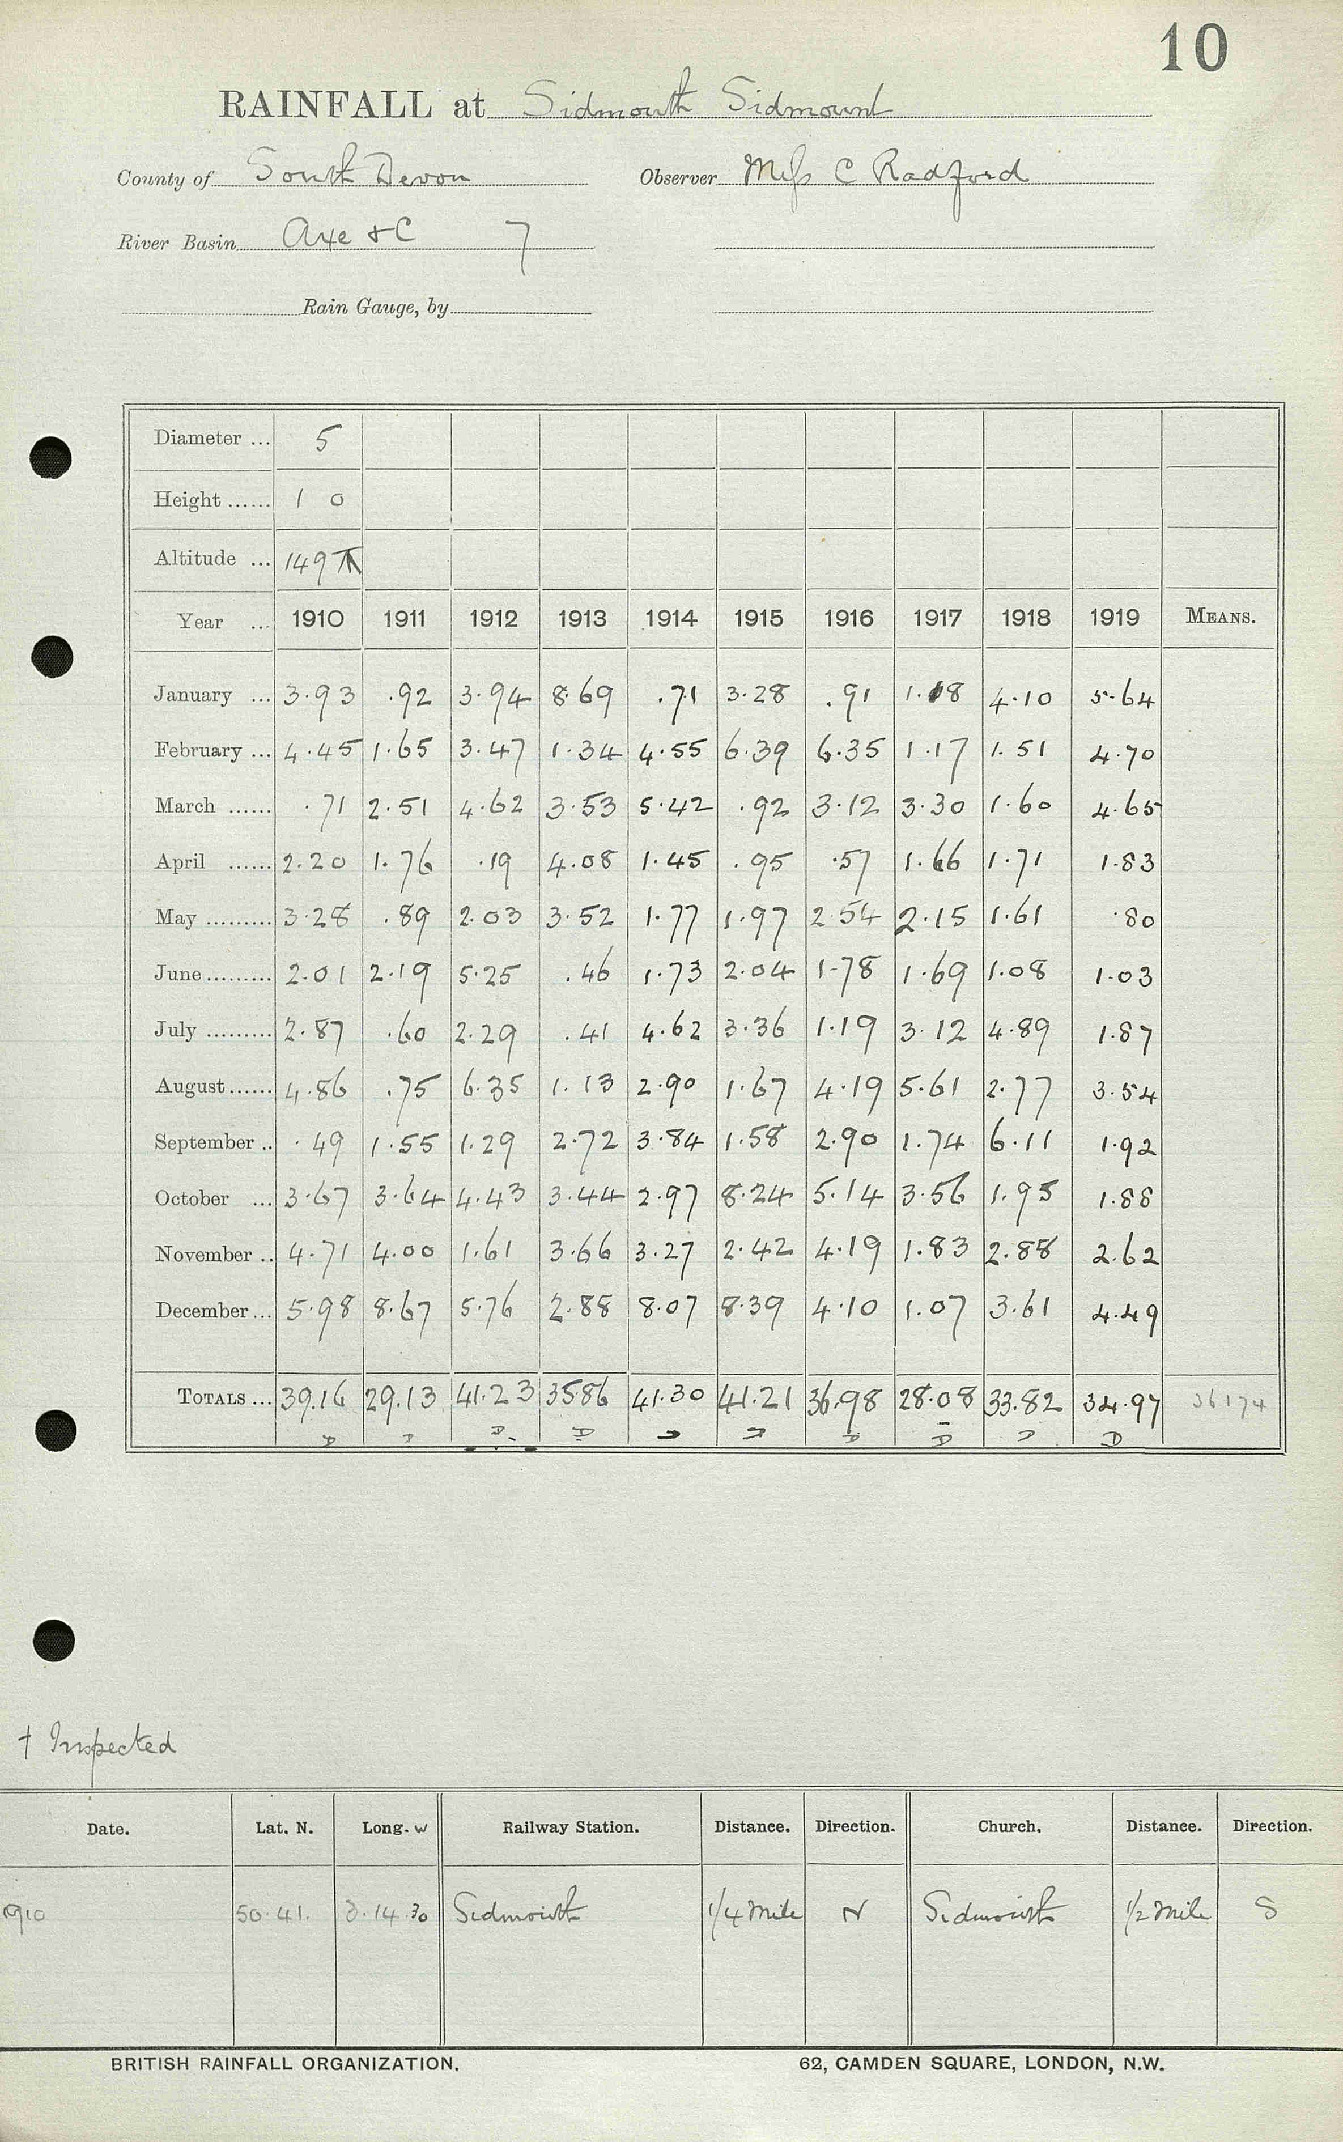 10
RAINFALL at Sidmouth Sidmount
County of South Devon Observer Miss C Radford
River Basin Axe & C 7
Rain Gauge, by
Diameter ... 5
Height ...... 1 0
Altitude ... 149
Year ... 1910 1911 1912 1913 1914 1915 1916 1917 1918 1919 MEANS.
January ... 3.93 .92 3.94 8.69 .71 3.28 .91 1.18 4.10 5.64
February ... 4.45 1.65 3.47 1.34 4.55 6.39 6.35 1.17 1.51 4.70
March ...... .71 2.51 4.62 3.53 5.42 .92 3.12 3.30 1.60 4.65
April ...... 2.20 1.76 .19 4.08 1.45 .95 .57 1.66 1.71 1.83
May ......... 3.28 .89 2.03 3.52 1.77 1.97 2.54 2.15 1.61 .80
June......... 2.01 2.19 5.25 .46 1.73 2.04 1.78 1.69 1.08 1.03
July ......... 2.87 .60 2.29 .41 4.62 3.36 1.19 3.12 4.89 1.87
August...... 4.86 .75 6.35 1.13 2.90 1.67 4.19 5.61 2.77 3.54
September .. .49 1.55 1.29 2.72 3.84 1.58 2.90 1.74 6.11 1.92
October ... 3.67 3.64 4.43 3.44 2.97 8.24 5.14 3.56 1.95 1.88
November .. 4.71 4.00 1.61 3.66 3.27 2.42 4.19 1.83 2.88 2.62
December... 5.98 8.67 5.76 2.88 8.07 8.39 4.10 1.07 3.61 4.49
TOTALS ... 39.16 29.13 41.23 35.86 41.30 41.21 36.98 28.08 33.82 34.97 36174
D D D D D D D D D D
† Inspected
Date. Lat. N. Long. W Railway Station. Distance. Direction. Church. Distance. Direction.
1910 50.41. 3.14.30 Sidmouth 1/4 Mile N Sidmouth 1/2 Mile S
BRITISH RAINFALL ORGANIZATION. 62, CAMDEN SQUARE, LONDON, N.W.